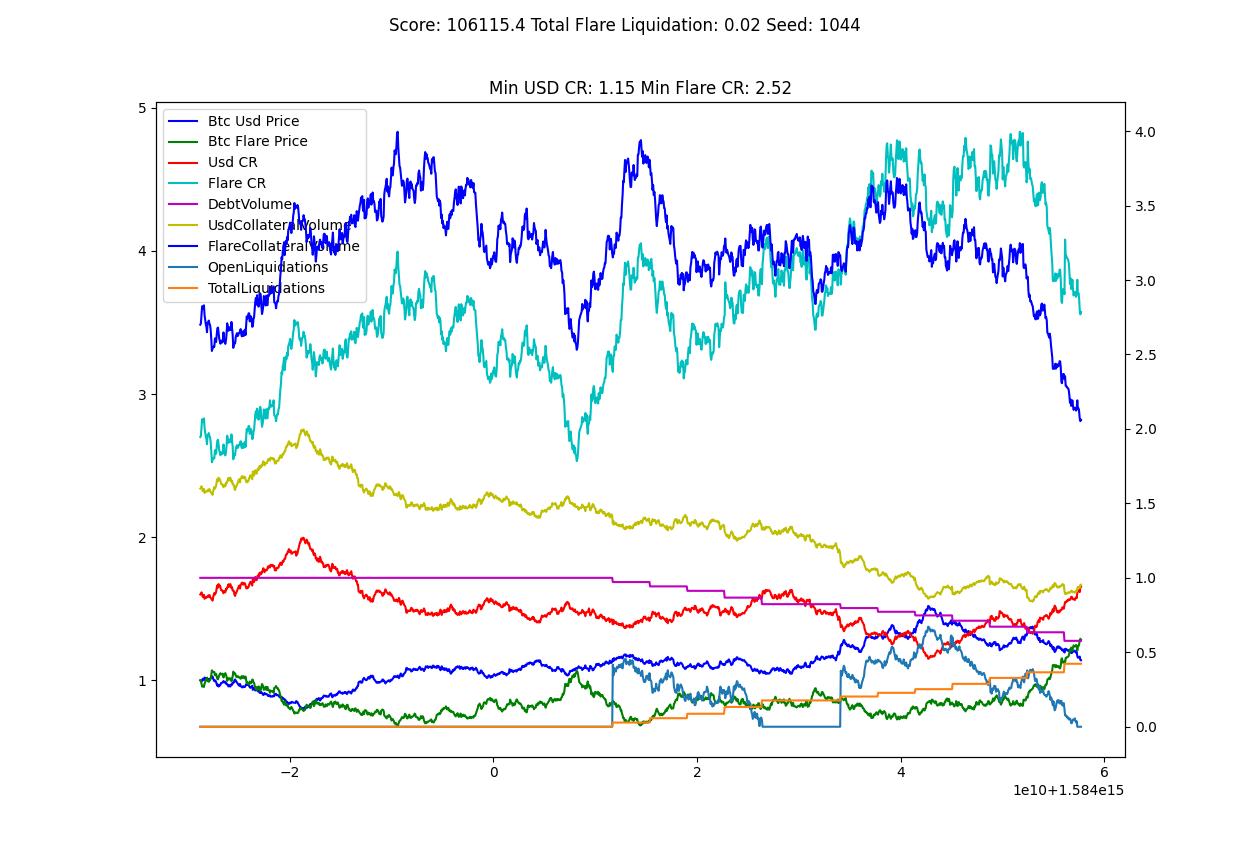 Score: 106115.4 Total Flare Liquidation: 0.02 Seed: 1044
Min USD CR: 1.15 Min Flare CR: 2.52
Btc Usd Price
Btc Flare Price
Usd CR
Flare CR
DebtVolume
UsdCollateralVolume
FlareCollateralVolume
OpenLiquidations
TotalLiquidations
5
4
3
2
1
4.0
3.5
3.0
2.5
2.0
1.5
1.0
0.5
0.0
−2
0
2
4
6
1e10+1.584e15